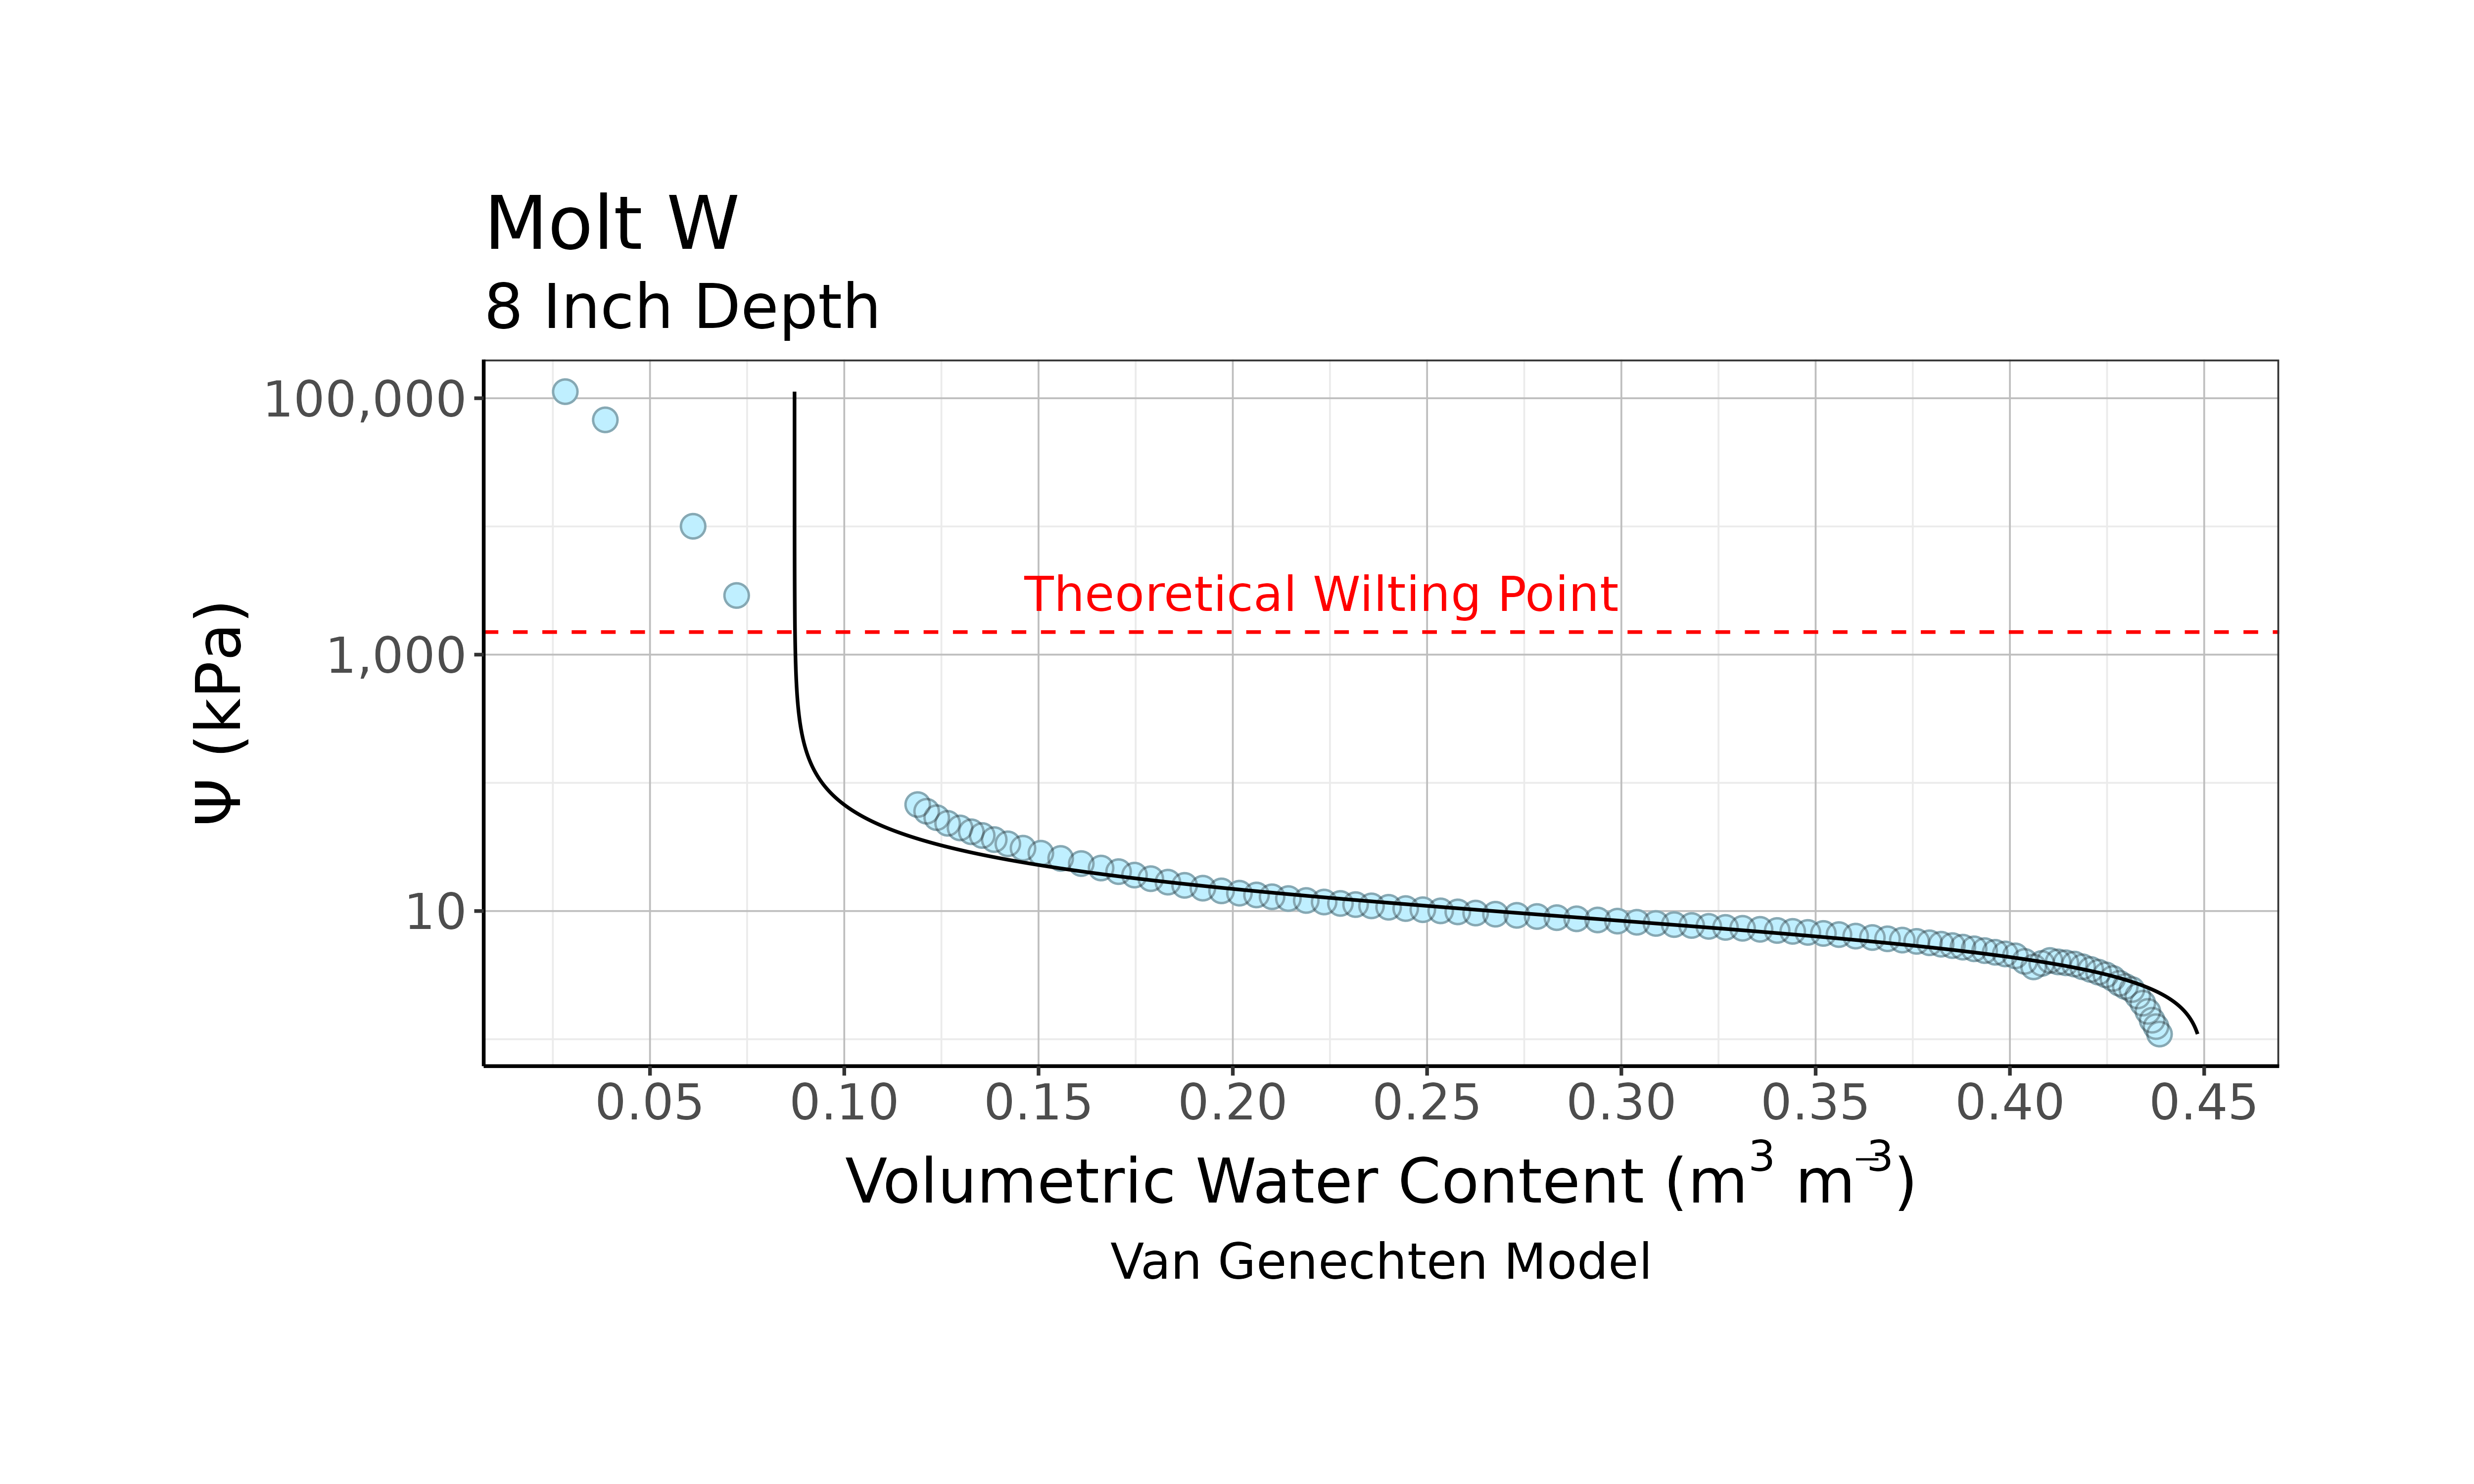 Molt W
8 Inch Depth
100,000
1,000
10
Ψ (kPa)
Theoretical Wilting Point
0.05 0.10 0.15 0.20 0.25 0.30 0.35 0.40 0.45
Volumetric Water Content (m³ m⁻³)
Van Genechten Model